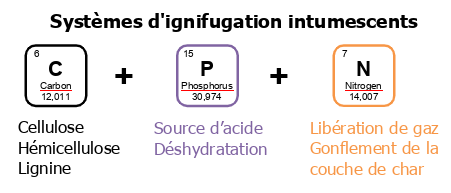 Systèmes d'ignifugation intumescents
6
C
Carbon
12,011
+
15
P
Phosphorus
30,974
+
7
N
Nitrogen
14,007
Cellulose
Hémicellulose
Lignine
Source d’acide
Déshydratation
Libération de gaz
Gonflement de la
couche de char